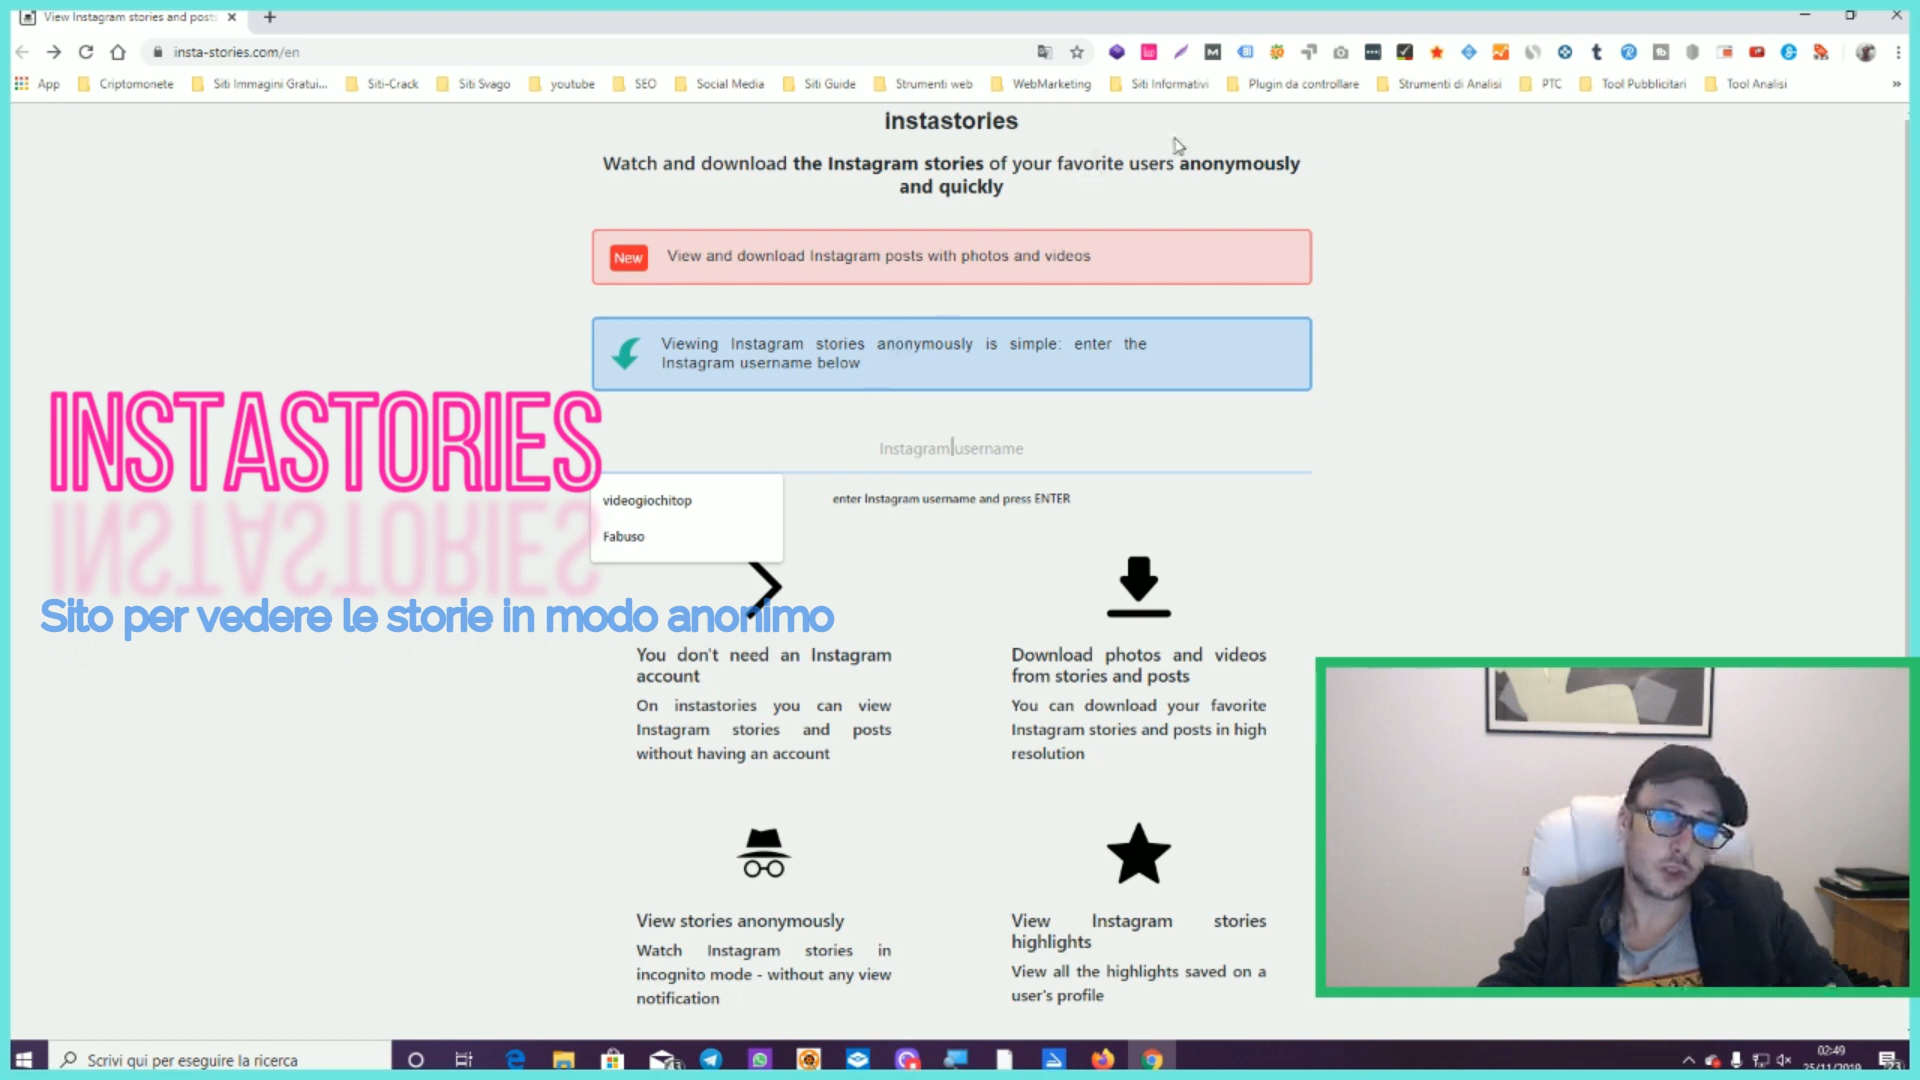 View Instagram stories and posts
insta-stories.com/en
App
Criptomonete
Siti Immagini Gratui...
Siti-Crack
Siti Svago
youtube
SEO
Social Media
Siti Guide
Strumenti web
WebMarketing
Siti Informativi
Plugin da controllare
Strumenti di Analisi
PTC
Tool Pubblicitari
Tool Analisi
instastories
Watch and download the Instagram stories of your favorite users anonymously
and quickly
New
View and download Instagram posts with photos and videos
Viewing Instagram stories anonymously is simple: enter the
Instagram username below
INSTASTORIES
Instagram username
videogiochitop
Fabuso
enter Instagram username and press ENTER
Sito per vedere le storie in modo anonimo
You don't need an Instagram
account
On instastories you can view
Instagram stories and posts
without having an account
Download photos and videos
from stories and posts
You can download your favorite
Instagram stories and posts in high
resolution
View stories anonymously
Watch Instagram stories in
incognito mode - without any view
notification
View Instagram stories
highlights
View all the highlights saved on a
user's profile
Scrivi qui per eseguire la ricerca
02:49
25/11/2019